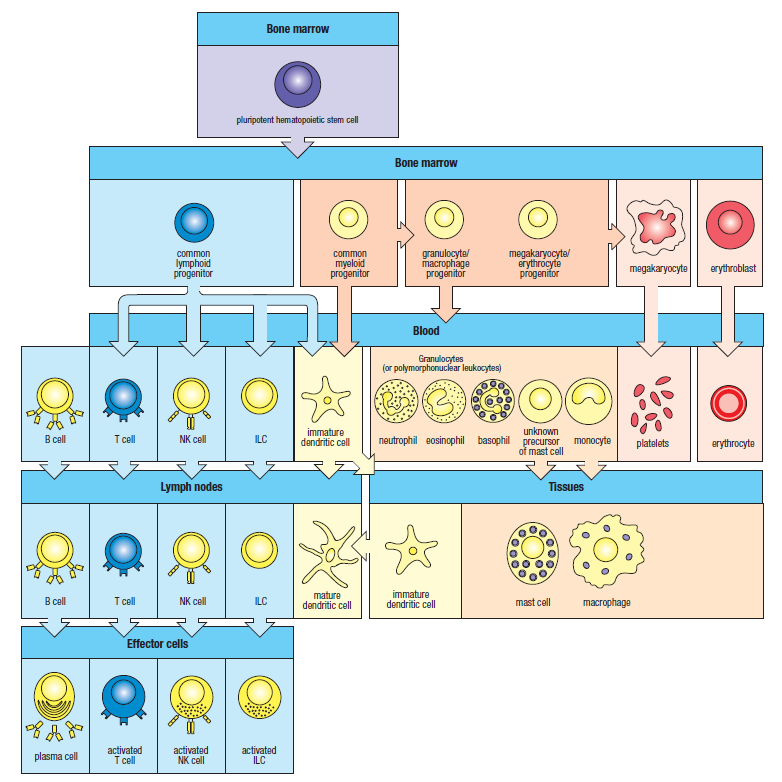 Bone marrow
pluripotent hematopoietic stem cell
Bone marrow
common
lymphoid
progenitor
common
myeloid
progenitor
granulocyte/
macrophage
progenitor
megakaryocyte/
erythrocyte
progenitor
megakaryocyte
erythroblast
Blood
B cell
T cell
NK cell
ILC
immature
dendritic cell
Granulocytes
(or polymorphonuclear leukocytes)
neutrophil
eosinophil
basophil
unknown
precursor
of mast cell
monocyte
platelets
erythrocyte
Lymph nodes
Tissues
B cell
T cell
NK cell
ILC
mature
dendritic cell
immature
dendritic cell
mast cell
macrophage
Effector cells
plasma cell
activated
T cell
activated
NK cell
activated
ILC